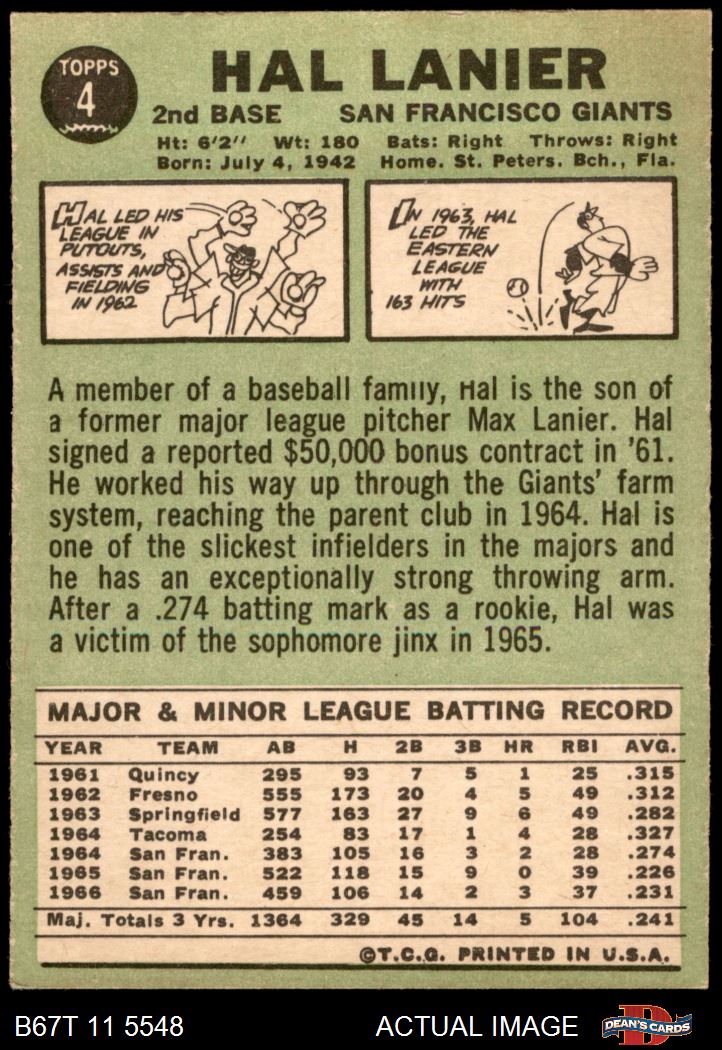 TOPPS
4
HAL LANIER
2nd BASE SAN FRANCISCO GIANTS
Ht: 6'2" Wt: 180 Bats: Right Throws: Right
Born: July 4, 1942 Home. St. Peters. Bch., Fla.
HAL LED HIS
LEAGUE IN
PUTOUTS,
ASSISTS AND
FIELDING
IN 1962
IN 1963, HAL
LED THE
EASTERN
LEAGUE
WITH
163 HITS
A member of a baseball family, Hal is the son of
a former major league pitcher Max Lanier. Hal
signed a reported $50,000 bonus contract in '61.
He worked his way up through the Giants' farm
system, reaching the parent club in 1964. Hal is
one of the slickest infielders in the majors and
he has an exceptionally strong throwing arm.
After a .274 batting mark as a rookie, Hal was
a victim of the sophomore jinx in 1965.
MAJOR & MINOR LEAGUE BATTING RECORD
YEAR TEAM AB H 2B 3B HR RBI AVG.
1961 Quincy 295 93 7 5 1 25 .315
1962 Fresno 555 173 20 4 5 49 .312
1963 Springfield 577 163 27 9 6 49 .282
1964 Tacoma 254 83 17 1 4 28 .327
1964 San Fran. 383 105 16 3 2 28 .274
1965 San Fran. 522 118 15 9 0 39 .226
1966 San Fran. 459 106 14 2 3 37 .231
Maj. Totals 3 Yrs. 1364 329 45 14 5 104 .241
©T.C.G. PRINTED IN U.S.A.
B67T 11 5548 ACTUAL IMAGE
D
DEAN'S CARDS